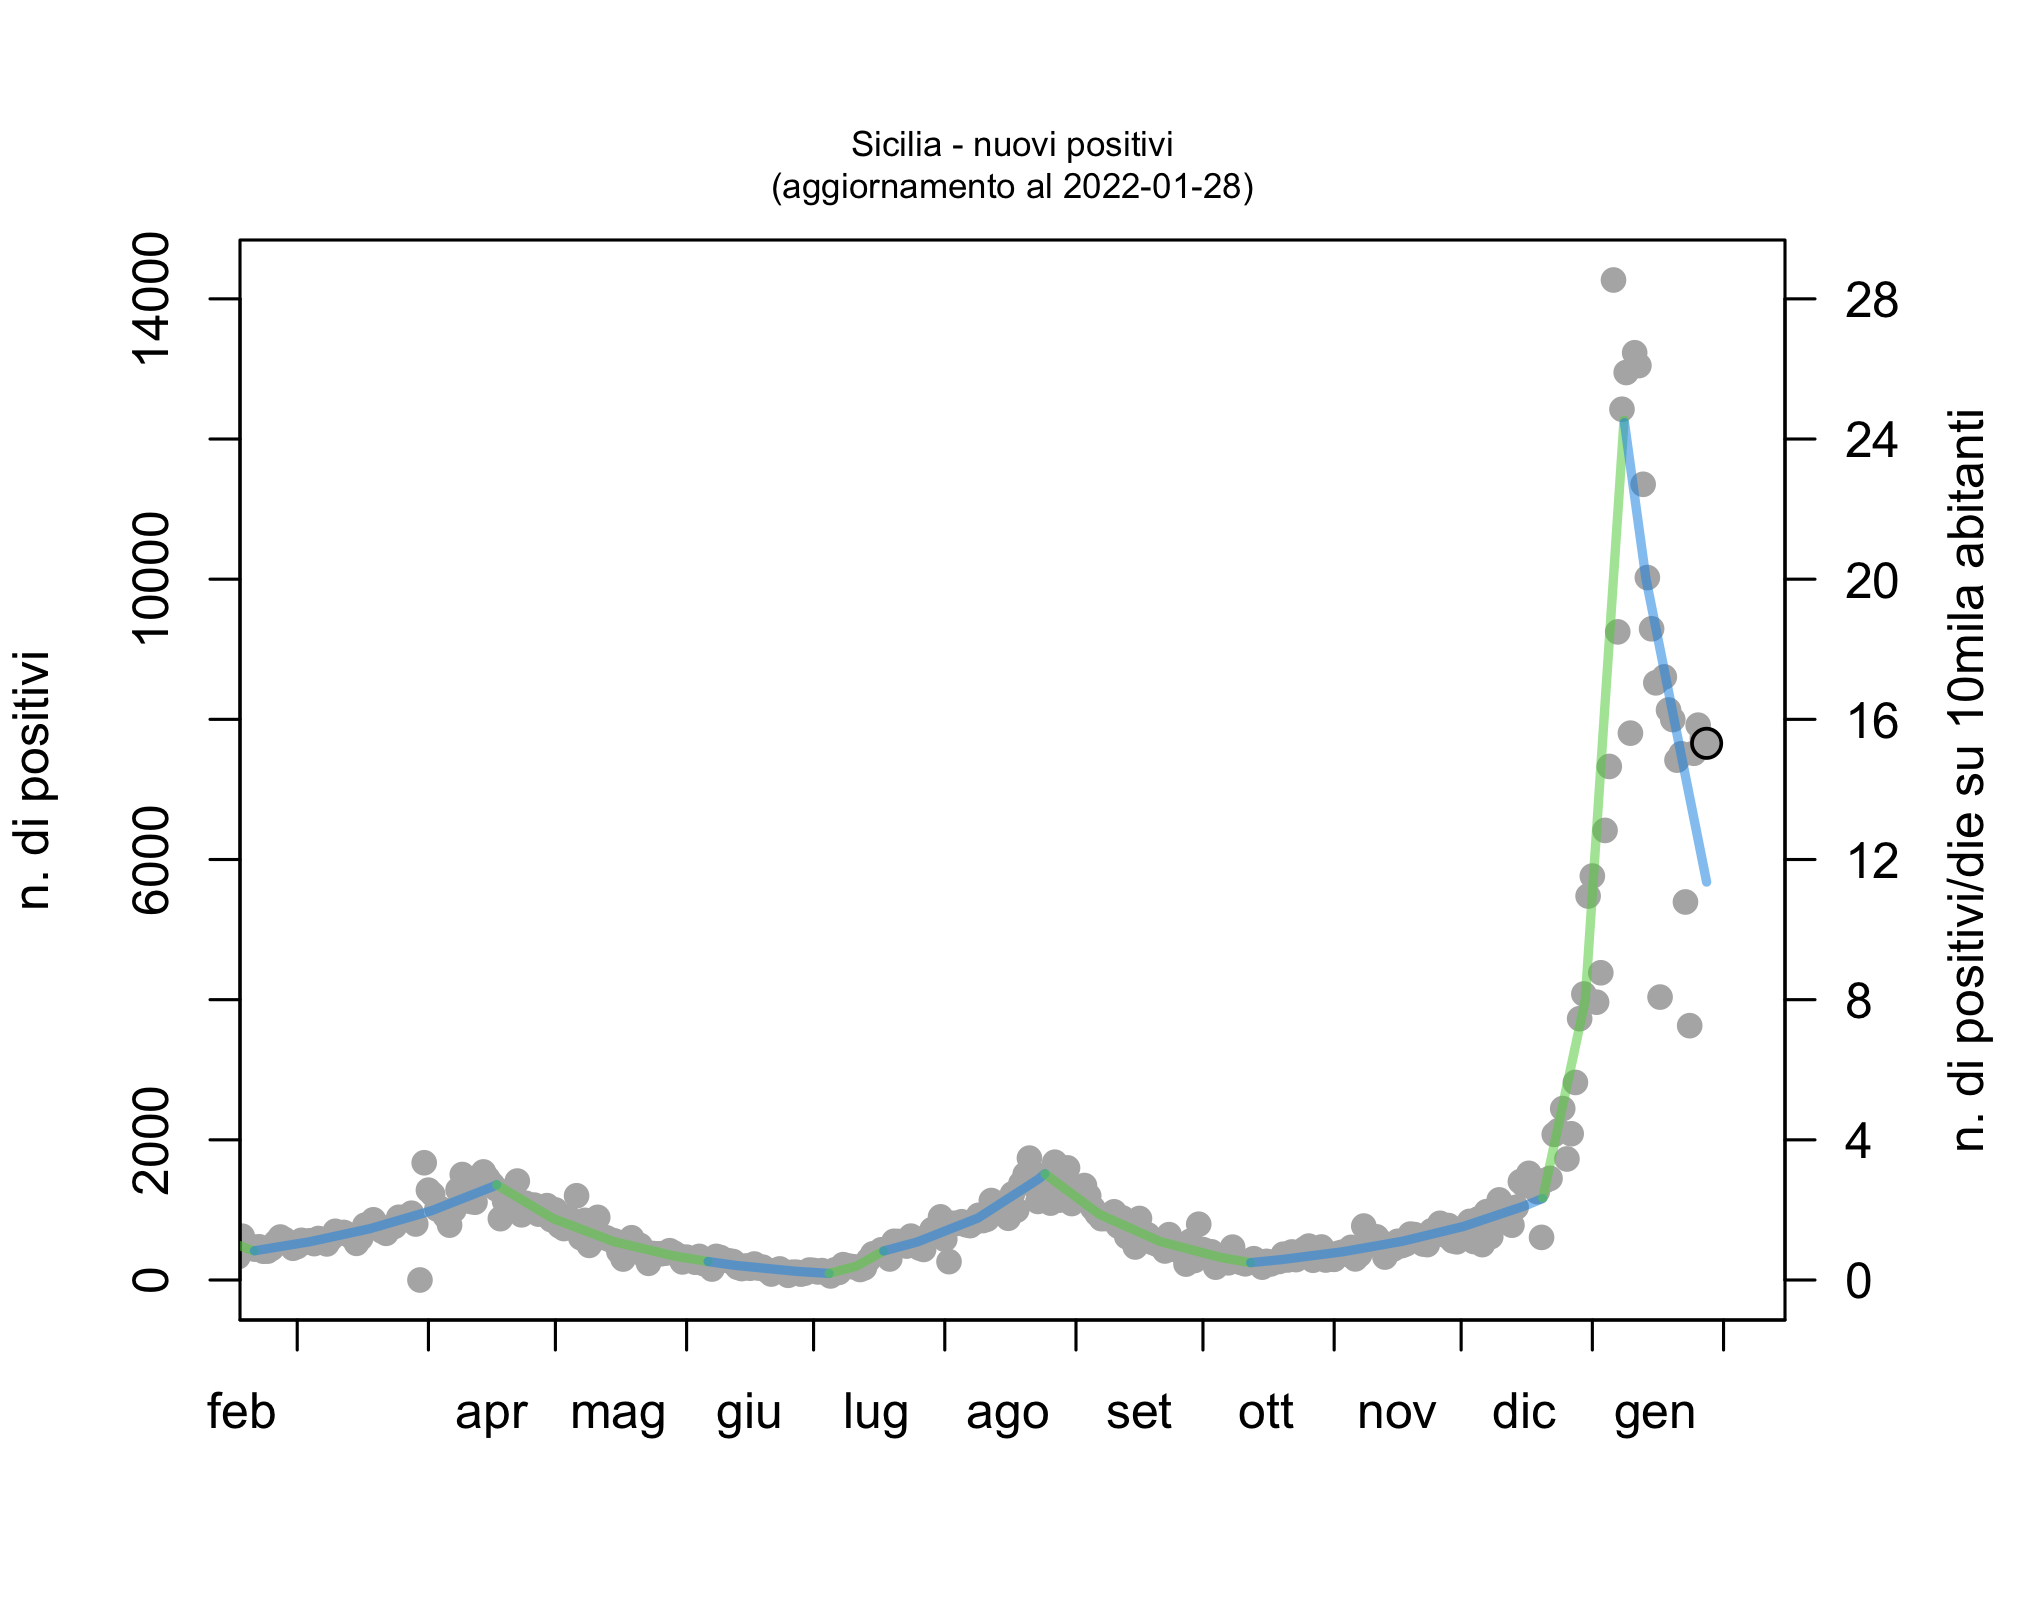 Sicilia - nuovi positivi
(aggiornamento al 2022-01-28)
n. di positivi
14000
10000
6000
2000
0
28
24
20
16
12
8
4
0
n. di positivi/die su 10mila abitanti
feb apr mag giu lug ago set ott nov dic gen